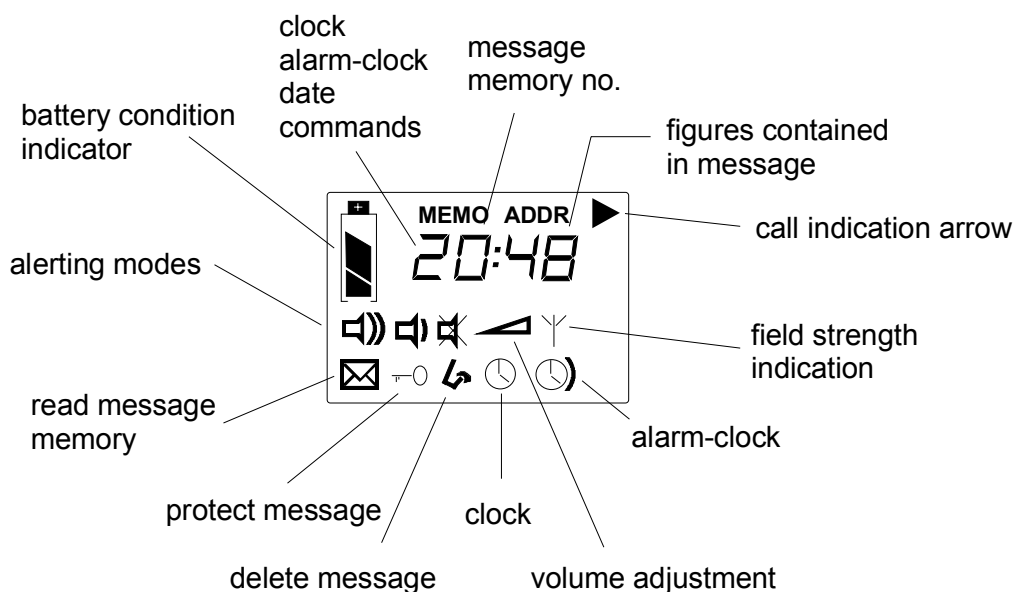 clock
alarm-clock
date
commands
message
memory no.
battery condition
indicator
figures contained
in message
MEMO ADDR
call indication arrow
20:48
alerting modes
field strength
indication
read message
memory
alarm-clock
protect message
clock
delete message
volume adjustment